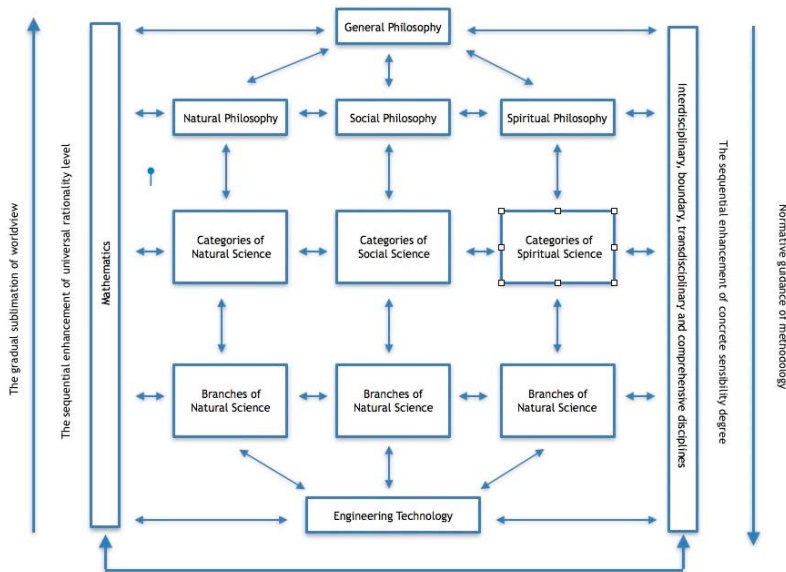 General Philosophy
Natural Philosophy
Social Philosophy
Spiritual Philosophy
Categories of
Natural Science
Categories of
Social Science
Categories of
Spiritual Science
Branches of
Natural Science
Branches of
Natural Science
Branches of
Natural Science
Engineering Technology
The gradual sublimation of worldview
The sequential enhancement of universal rationality level
Mathematics
Interdisciplinary, boundary, transdisciplinary and comprehensive disciplines
The sequential enhancement of concrete sensibility degree
Normative guidance of methodology